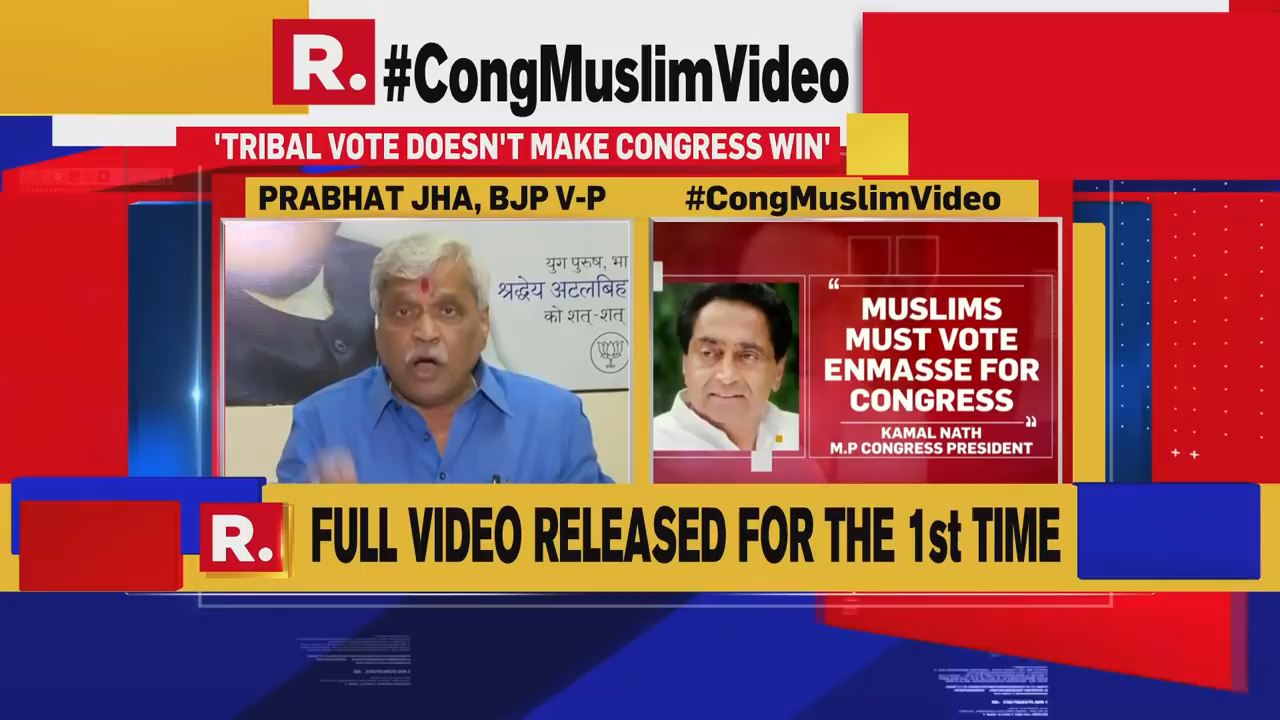 R. #CongMuslimVideo
'TRIBAL VOTE DOESN'T MAKE CONGRESS WIN'
PRABHAT JHA, BJP V-P
#CongMuslimVideo
युग पुरुष, भा
श्रद्धेय अटलबिह
को शत्-शत्
“
MUSLIMS
MUST VOTE
ENMASSE FOR
CONGRESS
”
KAMAL NATH
M.P CONGRESS PRESIDENT
R. FULL VIDEO RELEASED FOR THE 1st TIME